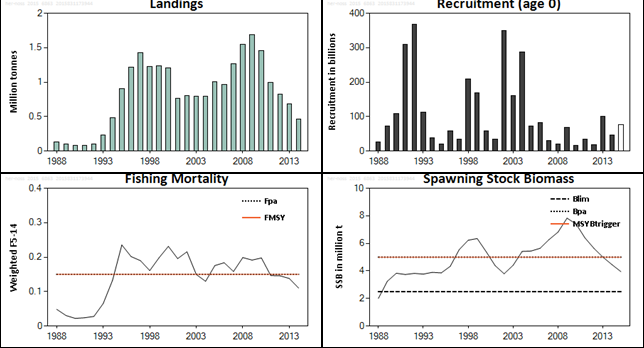 Landings
Million tonnes
2
1.5
1
0.5
0
1988 1993 1998 2003 2008 2013
Recruitment (age 0)
Recruitment in billions
400
300
200
100
0
1988 1993 1998 2003 2008 2013
Fishing Mortality
Weighted F5-14
0.4
0.3
0.2
0.1
0
Fpa
FMSY
1988 1993 1998 2003 2008 2013
Spawning Stock Biomass
SSB in million t
10
8
6
4
2
0
Blim
Bpa
MSYBtrigger
1988 1993 1998 2003 2008 2013